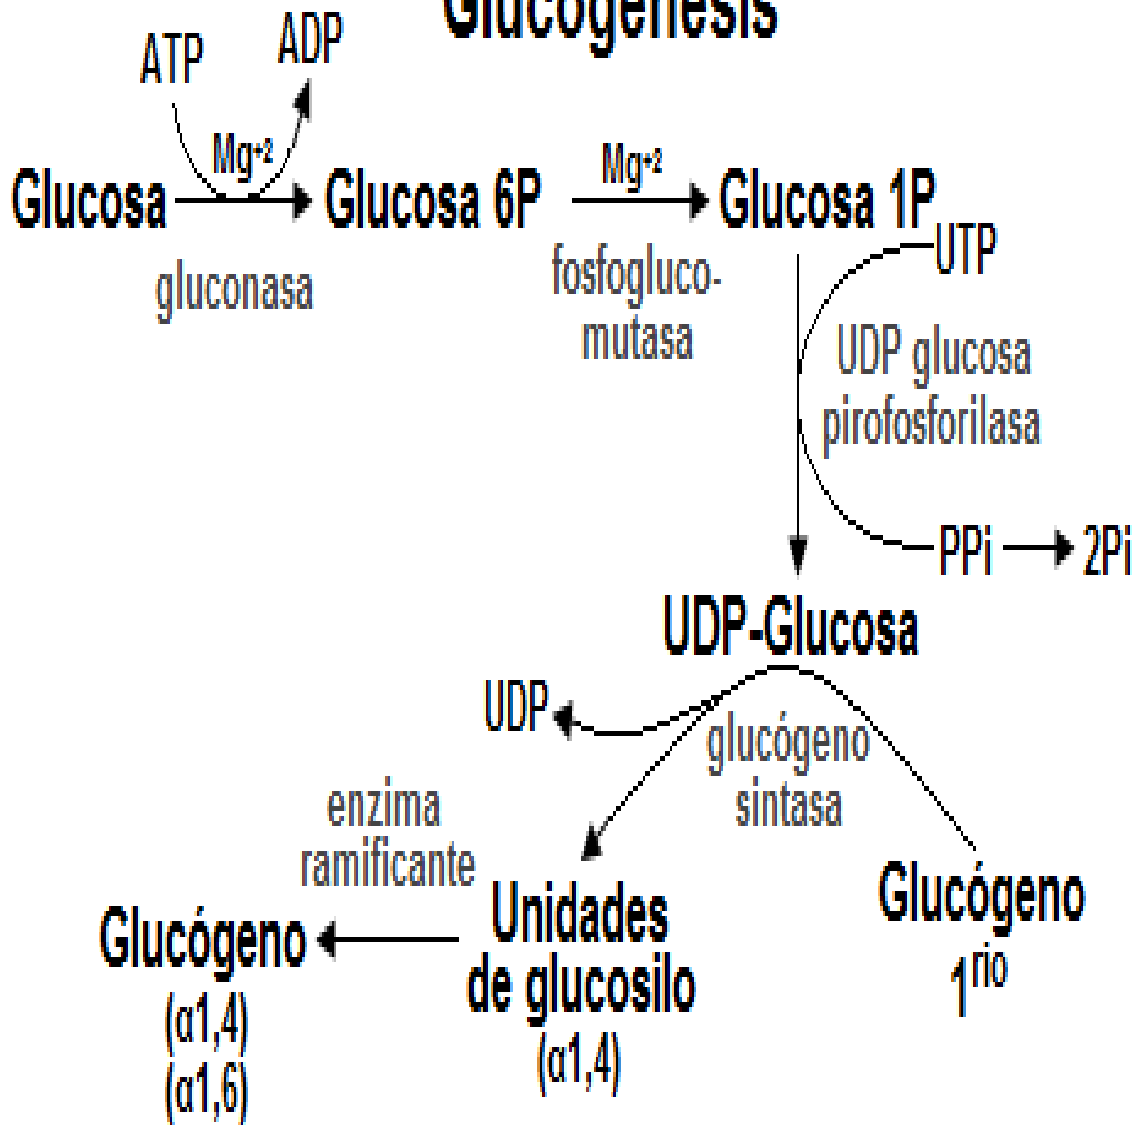 Glucogénesis
ATP
ADP
Mg+2
Mg+2
Glucosa
Glucosa 6P
Glucosa 1P
gluconasa
fosfogluco-
mutasa
UTP
UDP glucosa
pirofosforilasa
PPi
2Pi
UDP-Glucosa
UDP
glucógeno
sintasa
enzima
ramificante
Glucógeno
1rio
Unidades
de glucosilo
(α1,4)
Glucógeno
(α1,4)
(α1,6)